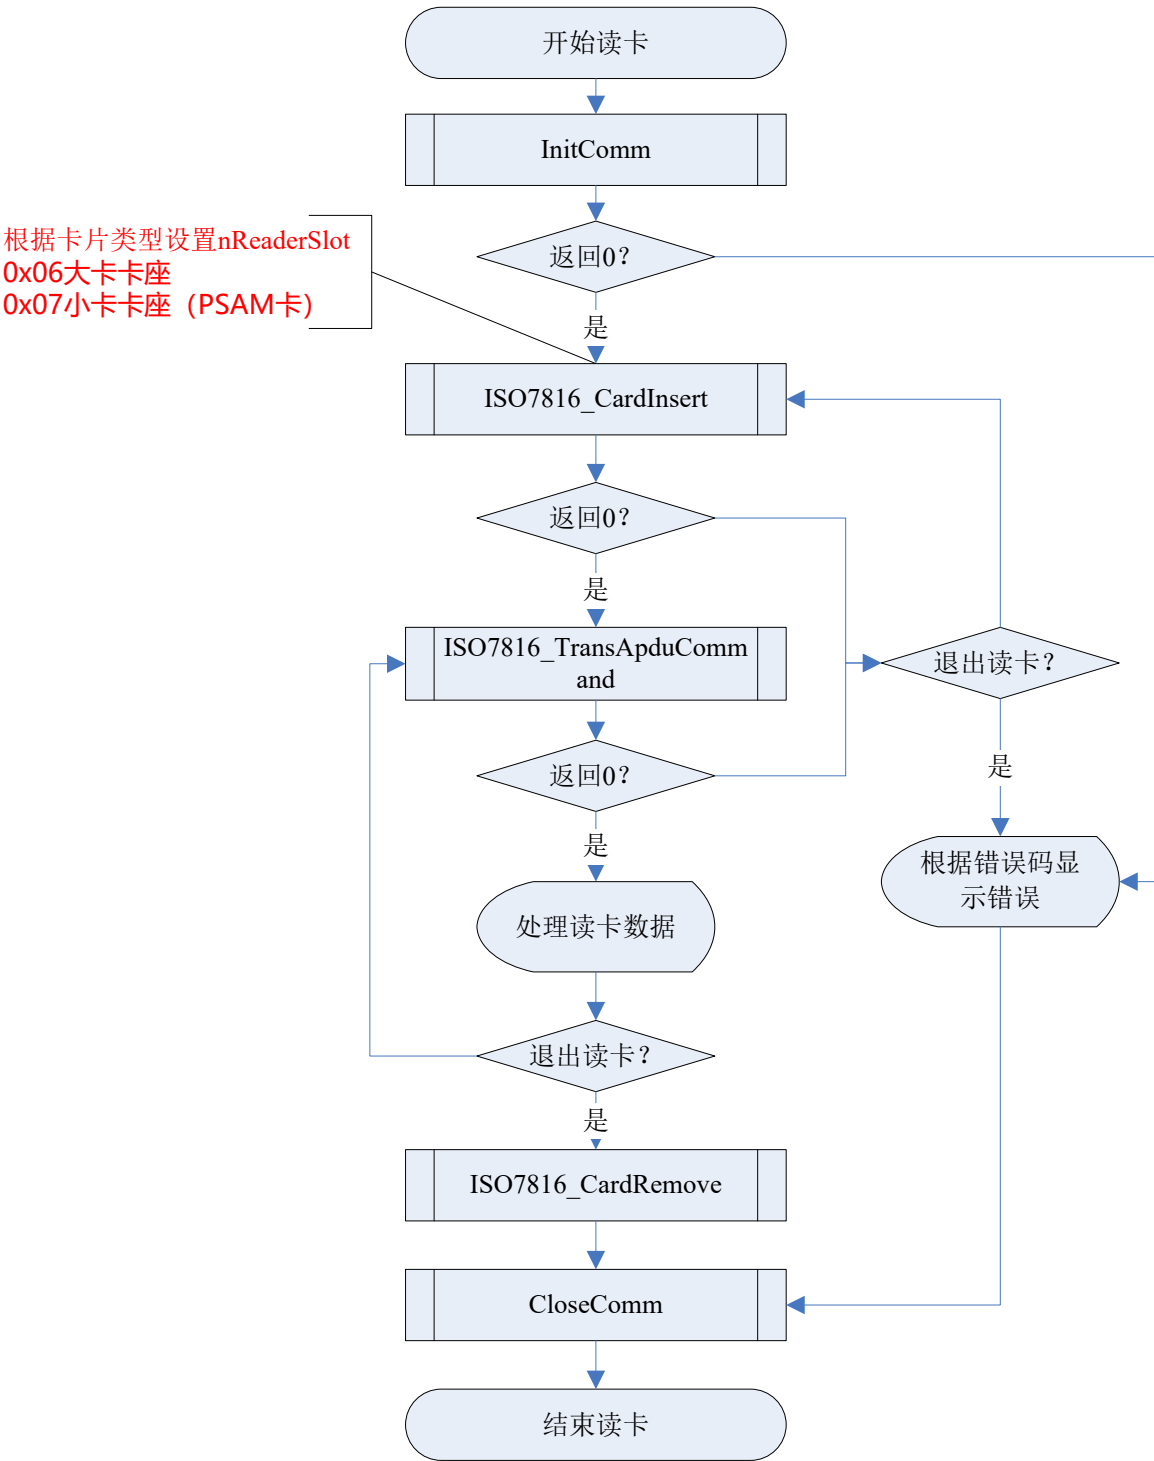 开始读卡
InitComm
返回0?
根据卡片类型设置nReaderSlot
0x06大卡卡座
0x07小卡卡座（PSAM卡）
是
ISO7816_CardInsert
返回0?
是
ISO7816_TransApduComm
and
退出读卡?
返回0?
是
是
根据错误码显
示错误
处理读卡数据
退出读卡?
是
ISO7816_CardRemove
CloseComm
结束读卡